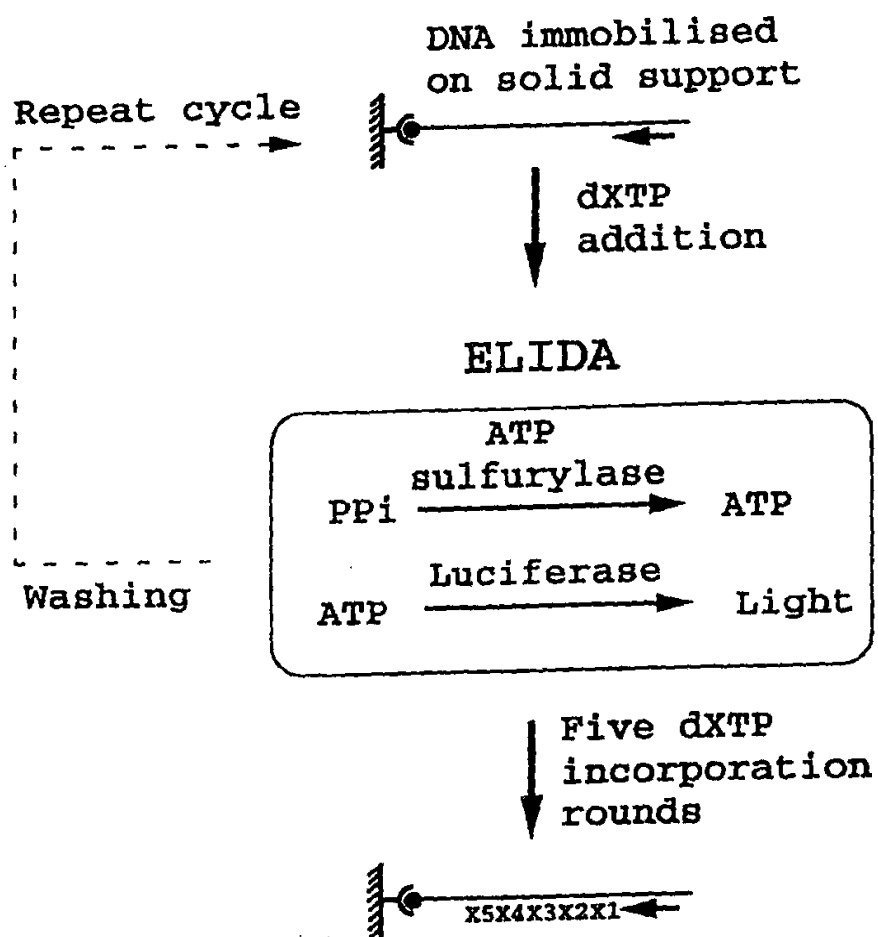 DNA immobilised
on solid support
Repeat cycle
dXTP
addition
ELIDA
ATP
sulfurylase
PPi
ATP
Luciferase
ATP
Light
Washing
Five dXTP
incorporation
rounds
X5X4X3X2X1